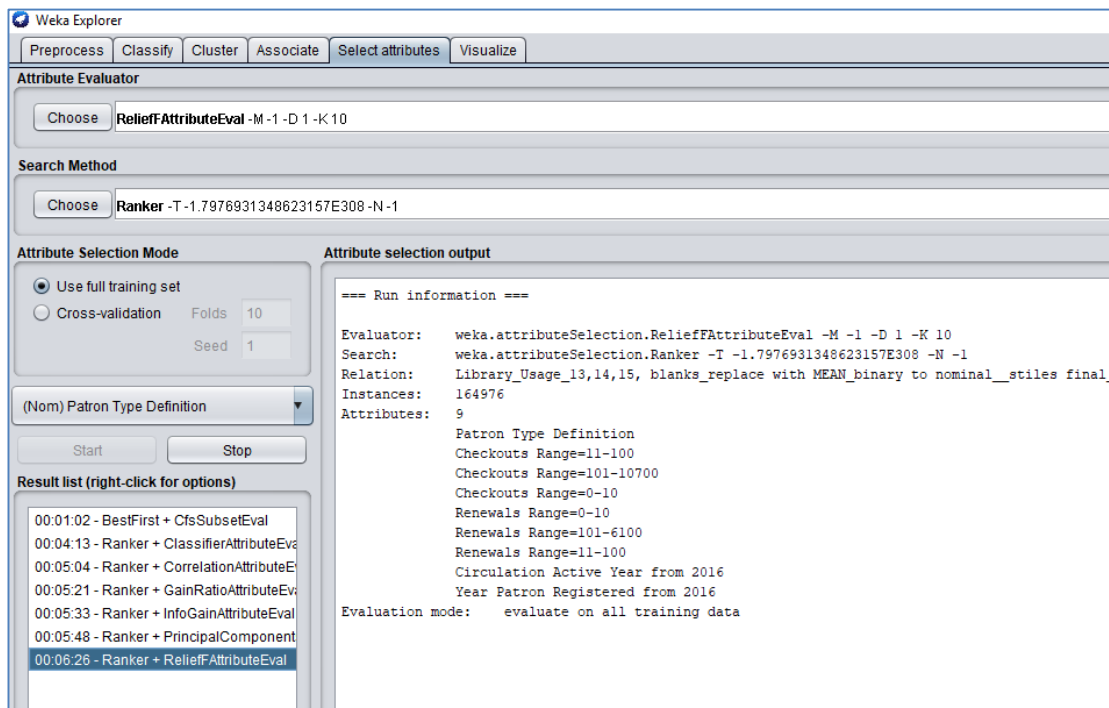 Weka Explorer
Preprocess Classify Cluster Associate Select attributes Visualize
Attribute Evaluator
Choose ReliefFAttributeEval -M -1 -D 1 -K 10
Search Method
Choose Ranker -T -1.7976931348623157E308 -N -1
Attribute Selection Mode
Use full training set
Cross-validation Folds 10
Seed 1
(Nom) Patron Type Definition
Start Stop
Result list (right-click for options)
00:01:02 - BestFirst + CfsSubsetEval
00:04:13 - Ranker + ClassifierAttributeEva
00:05:04 - Ranker + CorrelationAttributeE
00:05:21 - Ranker + GainRatioAttributeEv
00:05:33 - Ranker + InfoGainAttributeEval
00:05:48 - Ranker + PrincipalComponent
00:06:26 - Ranker + ReliefFAttributeEval
Attribute selection output
=== Run information ===
Evaluator: weka.attributeSelection.ReliefFAttributeEval -M -1 -D 1 -K 10
Search: weka.attributeSelection.Ranker -T -1.7976931348623157E308 -N -1
Relation: Library_Usage_13,14,15, blanks_replace with MEAN_binary to nominal__stiles final_
Instances: 164976
Attributes: 9
Patron Type Definition
Checkouts Range=11-100
Checkouts Range=101-10700
Checkouts Range=0-10
Renewals Range=0-10
Renewals Range=101-6100
Renewals Range=11-100
Circulation Active Year from 2016
Year Patron Registered from 2016
Evaluation mode: evaluate on all training data